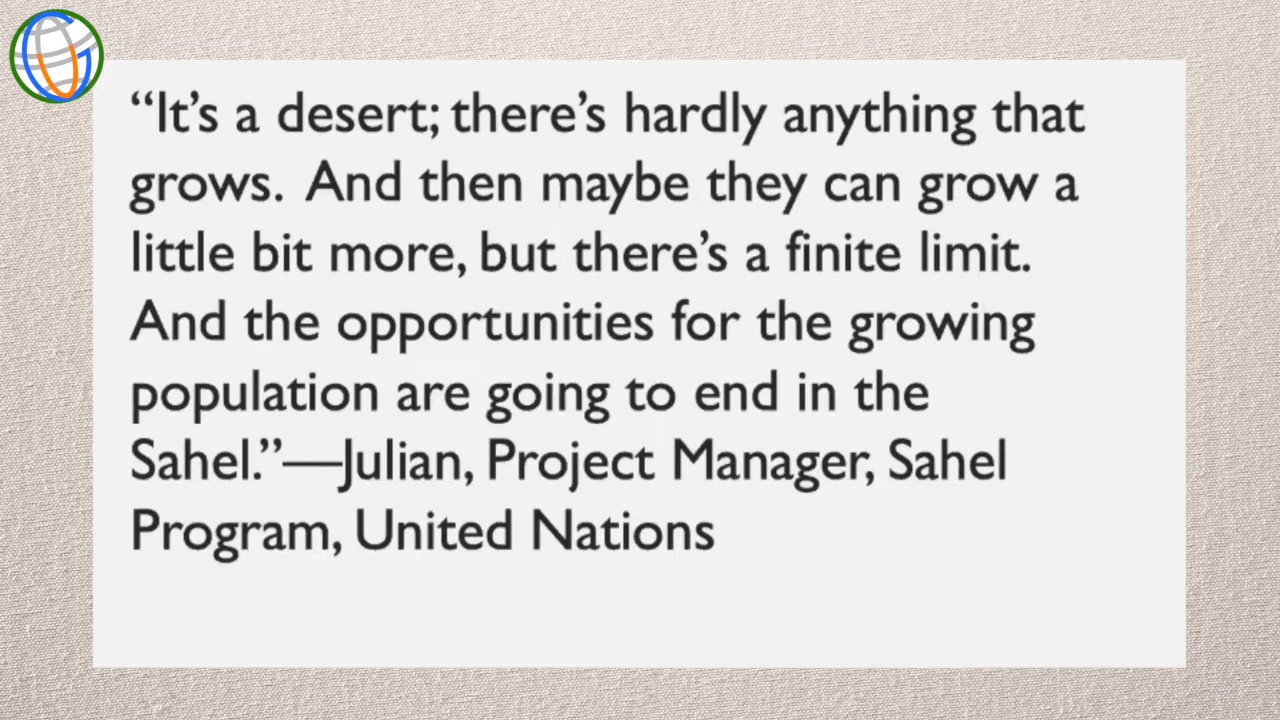 “It’s a desert; there’s hardly anything that
grows.  And then maybe they can grow a
little bit more, but there’s a finite limit.
And the opportunities for the growing
population are going to end in the
Sahel.”—Julian, Project Manager, Sahel
Program, United Nations